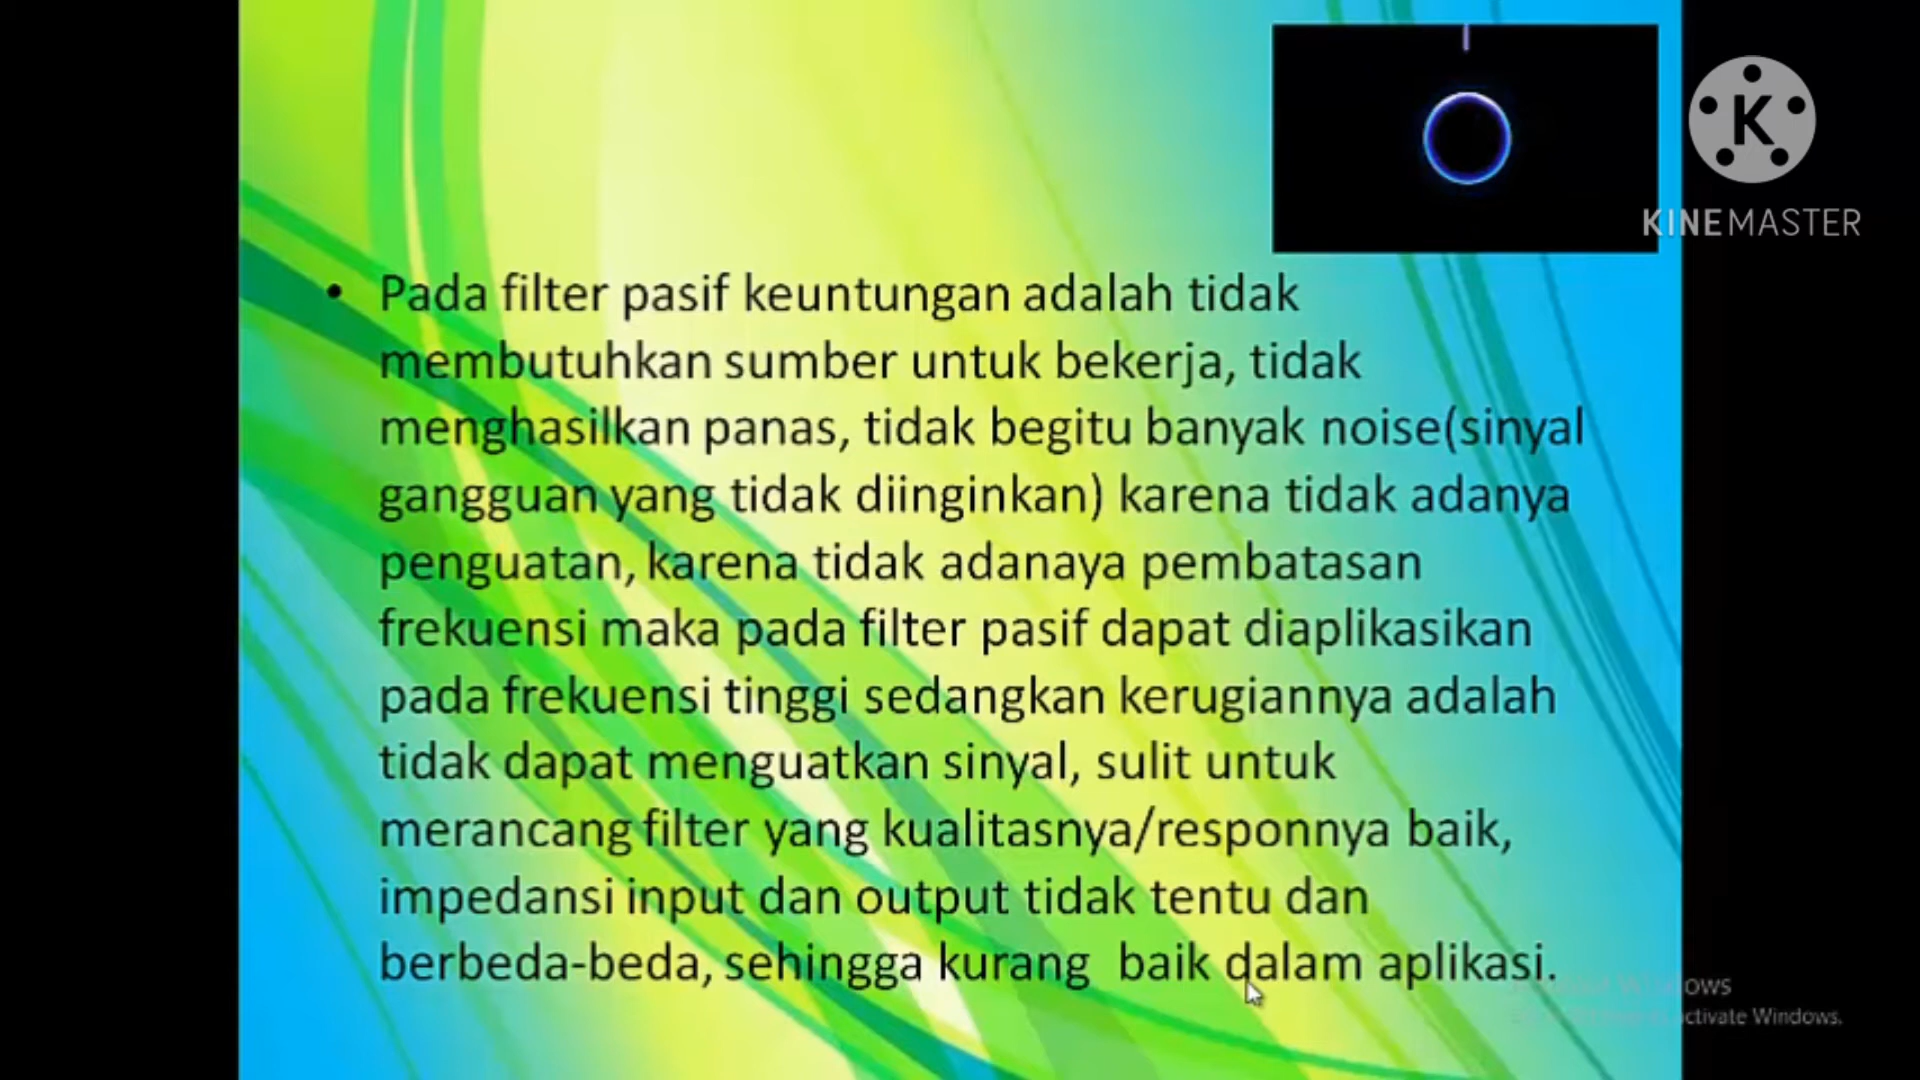 K
KINEMASTER
• Pada filter pasif keuntungan adalah tidak
membutuhkan sumber untuk bekerja, tidak
menghasilkan panas, tidak begitu banyak noise(sinyal
gangguan yang tidak diinginkan) karena tidak adanya
penguatan, karena tidak adanaya pembatasan
frekuensi maka pada filter pasif dapat diaplikasikan
pada frekuensi tinggi sedangkan kerugiannya adalah
tidak dapat menguatkan sinyal, sulit untuk
merancang filter yang kualitasnya/responnya baik,
impedansi input dan output tidak tentu dan
berbeda-beda, sehingga kurang  baik dalam aplikasi.
Windows.